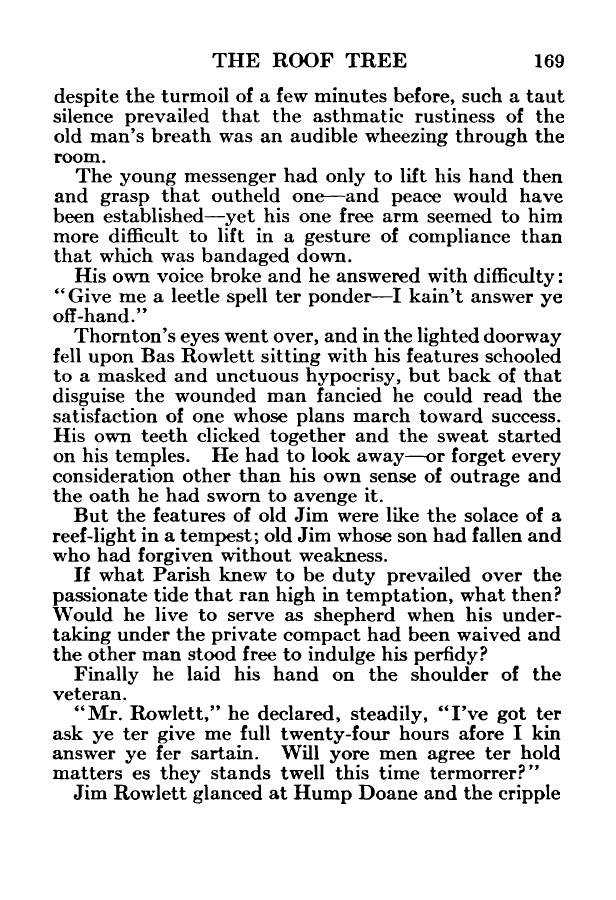 THE ROOF TREE 169
despite the turmoil of a few minutes before, such a taut
silence prevailed that the asthmatic rustiness of the
old man's breath was an audible wheezing through the
room.
The young messenger had only to lift his hand then
and grasp that outheld one—and peace would have
been established—yet his one free arm seemed to him
more difficult to lift in a gesture of compliance than
that which was bandaged down.
His own voice broke and he answered with difficulty:
“Give me a leetle spell ter ponder—I kain't answer ye
off-hand.”
Thornton's eyes went over, and in the lighted doorway
fell upon Bas Rowlett sitting with his features schooled
to a masked and unctuous hypocrisy, but back of that
disguise the wounded man fancied he could read the
satisfaction of one whose plans march toward success.
His own teeth clicked together and the sweat started
on his temples. He had to look away—or forget every
consideration other than his own sense of outrage and
the oath he had sworn to avenge it.
But the features of old Jim were like the solace of a
reef-light in a tempest; old Jim whose son had fallen and
who had forgiven without weakness.
If what Parish knew to be duty prevailed over the
passionate tide that ran high in temptation, what then?
Would he live to serve as shepherd when his under-
taking under the private compact had been waived and
the other man stood free to indulge his perfidy?
Finally he laid his hand on the shoulder of the
veteran.
“Mr. Rowlett,” he declared, steadily, “I've got ter
ask ye ter give me full twenty-four hours afore I kin
answer ye fer sartain. Will yore men agree ter hold
matters es they stands twell this time termorrer?”
Jim Rowlett glanced at Hump Doane and the cripple